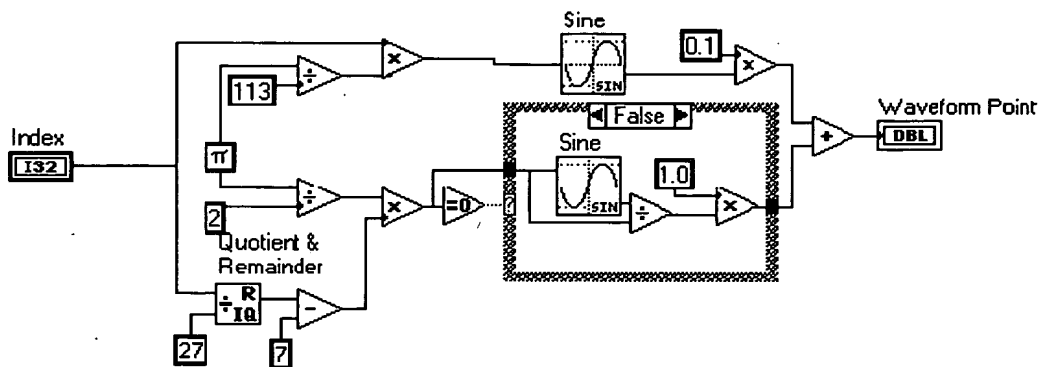 Sine
0.1
×
÷
×
113
SIN
Waveform Point
False
Index
Sine
+
DBL
I32
π
1.0
÷
×
=0
?
SIN
×
2
÷
Quotient &
Remainder
÷ R
IQ
−
27
7